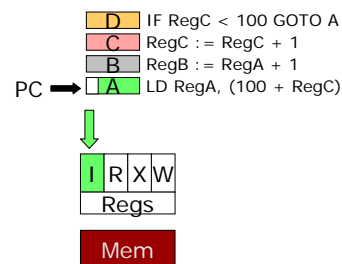 D IF RegC < 100 GOTO A
C RegC := RegC + 1
B RegB := RegA + 1
PC A LD RegA, (100 + RegC)
I R X W
Regs
Mem